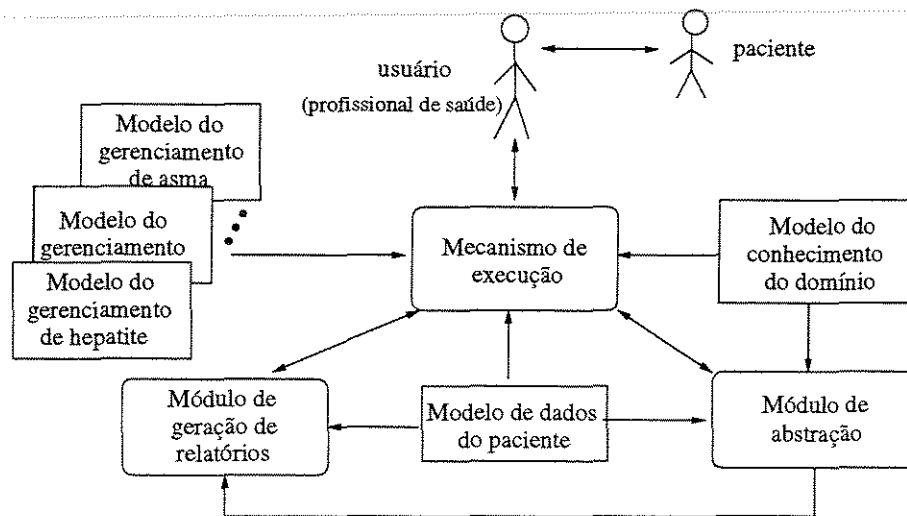 usuário
(profissional de saúde)
paciente
Modelo do
gerenciamento
de asma
Modelo do
gerenciamento
Modelo do
gerenciamento
de hepatite
Mecanismo de
execução
Modelo do
conhecimento
do domínio
Módulo de
geração de
relatórios
Modelo de dados
do paciente
Módulo de
abstração